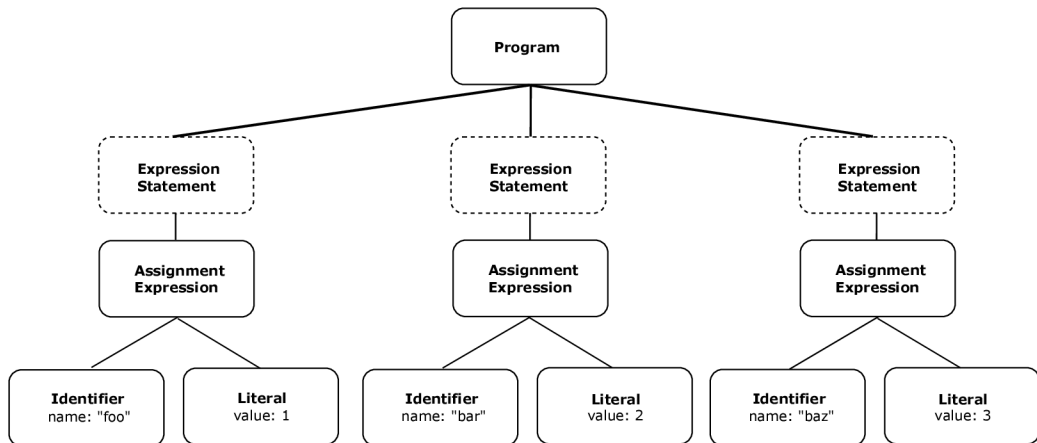 Program
Expression
Statement
Expression
Statement
Expression
Statement
Assignment
Expression
Assignment
Expression
Assignment
Expression
Identifier
name: "foo"
Literal
value: 1
Identifier
name: "bar"
Literal
value: 2
Identifier
name: "baz"
Literal
value: 3